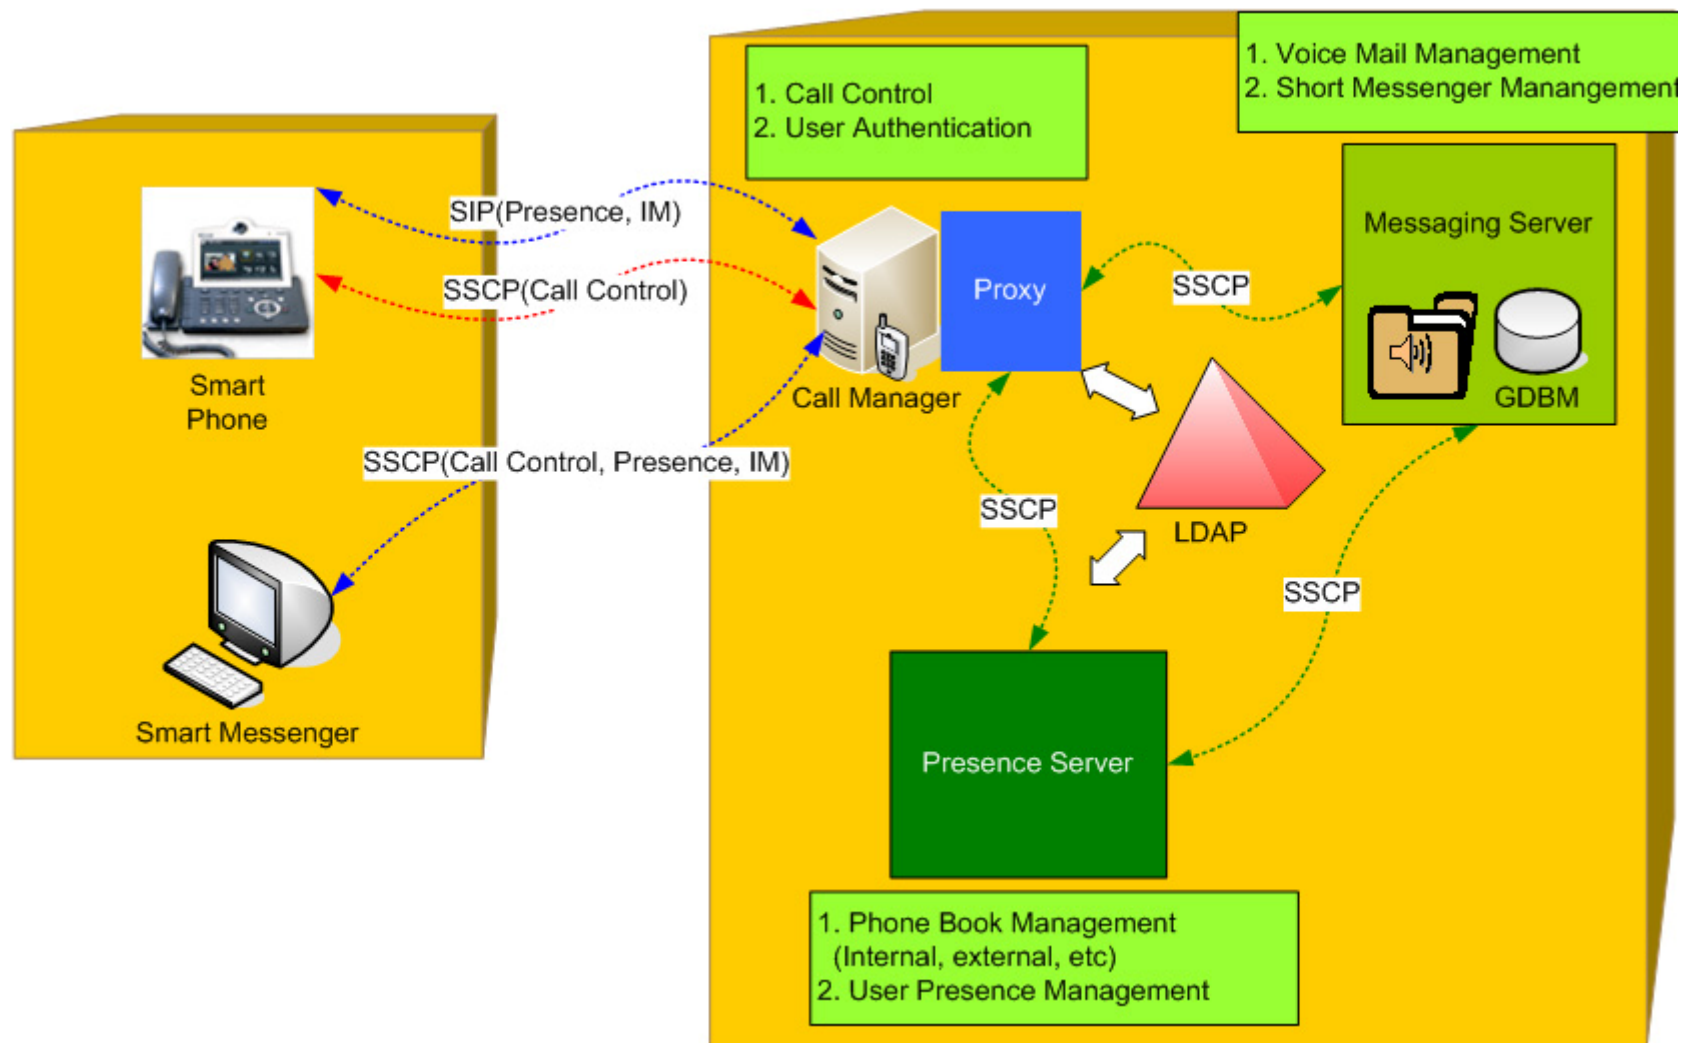 1. Call Control
2. User Authentication
1. Voice Mail Management
2. Short Messenger Manangement
SIP(Presence, IM)
SSCP(Call Control)
Smart
Phone
SSCP(Call Control, Presence, IM)
Smart Messenger
Call Manager
Proxy
SSCP
Messaging Server
GDBM
SSCP
LDAP
SSCP
Presence Server
1. Phone Book Management
(Internal, external, etc)
2. User Presence Management